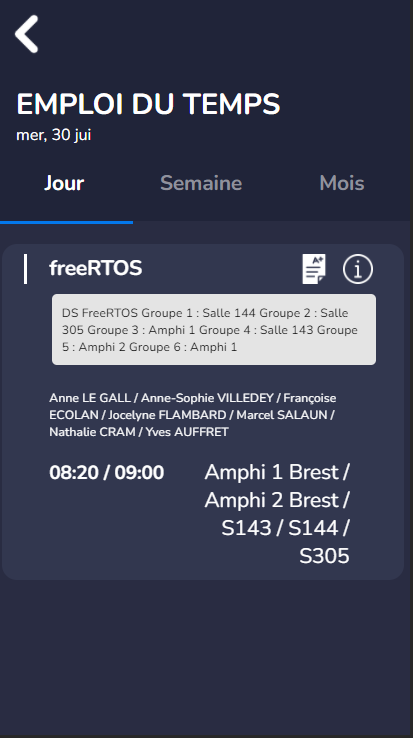 EMPLOI DU TEMPS
mer, 30 jui
Jour Semaine Mois
freeRTOS
A+
DS FreeRTOS Groupe 1 : Salle 144 Groupe 2 : Salle
305 Groupe 3 : Amphi 1 Groupe 4 : Salle 143 Groupe
5 : Amphi 2 Groupe 6 : Amphi 1
Anne LE GALL / Anne-Sophie VILLEDEY / Françoise
ECOLAN / Jocelyne FLAMBARD / Marcel SALAUN /
Nathalie CRAM / Yves AUFFRET
08:20 / 09:00
Amphi 1 Brest /
Amphi 2 Brest /
S143 / S144 /
S305